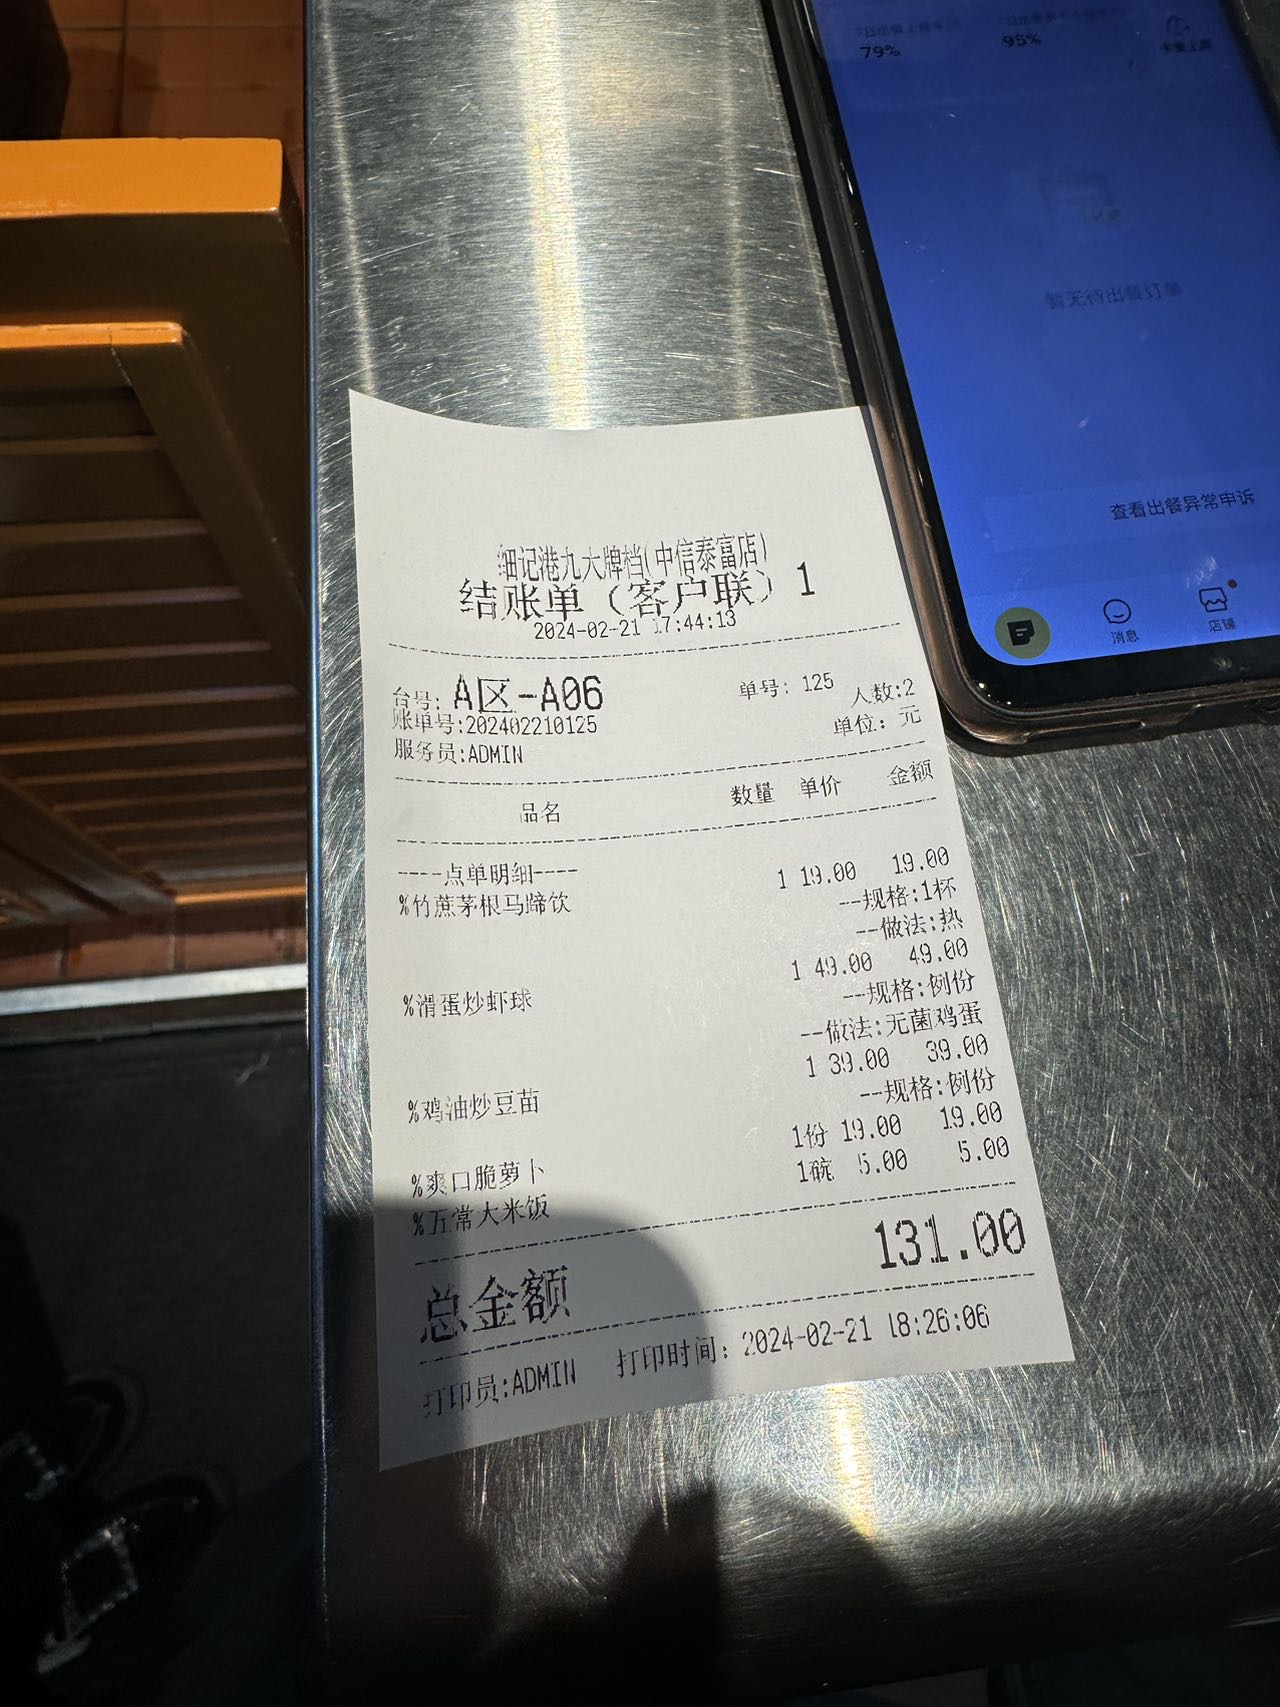 79%
95%
暂无待出餐订单
查看出餐异常申诉
消息
店铺
细记港九大牌档(中信泰富店)
结账单（客户联）1
2024-02-21 17:44:13
台号: A区-A06 单号: 125 人数:2
账单号:202402210125 单位: 元
服务员:ADMIN
品名 数量 单价 金额
----点单明细----
%竹蔗茅根马蹄饮 1 19.00 19.00
--规格:1杯
--做法:热
%滑蛋炒虾球 1 49.00 49.00
--规格:例份
--做法:无菌鸡蛋
%鸡油炒豆苗 1 39.00 39.00
--规格:例份
%爽口脆萝卜 1份 19.00 19.00
%五常大米饭 1碗 5.00 5.00
总金额 131.00
打印员:ADMIN 打印时间: 2024-02-21 18:26:06